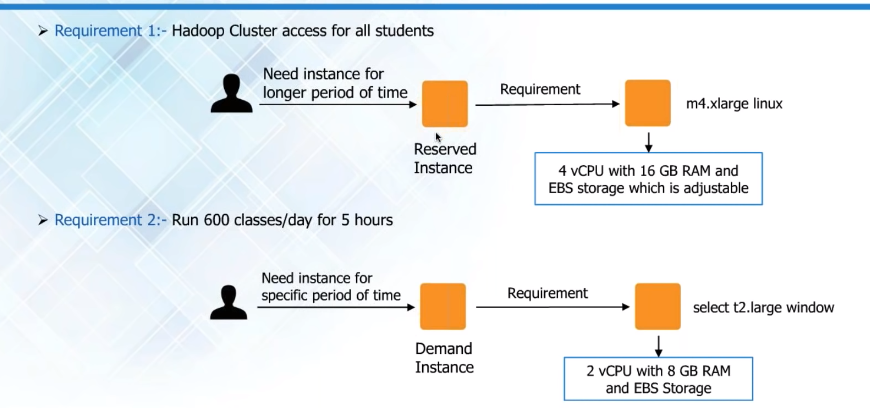 ➢ Requirement 1:- Hadoop Cluster access for all students
Need instance for
longer period of time
Requirement
m4.xlarge linux
Reserved
Instance
4 vCPU with 16 GB RAM and
EBS storage which is adjustable
➢ Requirement 2:- Run 600 classes/day for 5 hours
Need instance for
specific period of time
Requirement
select t2.large window
Demand
Instance
2 vCPU with 8 GB RAM
and EBS Storage